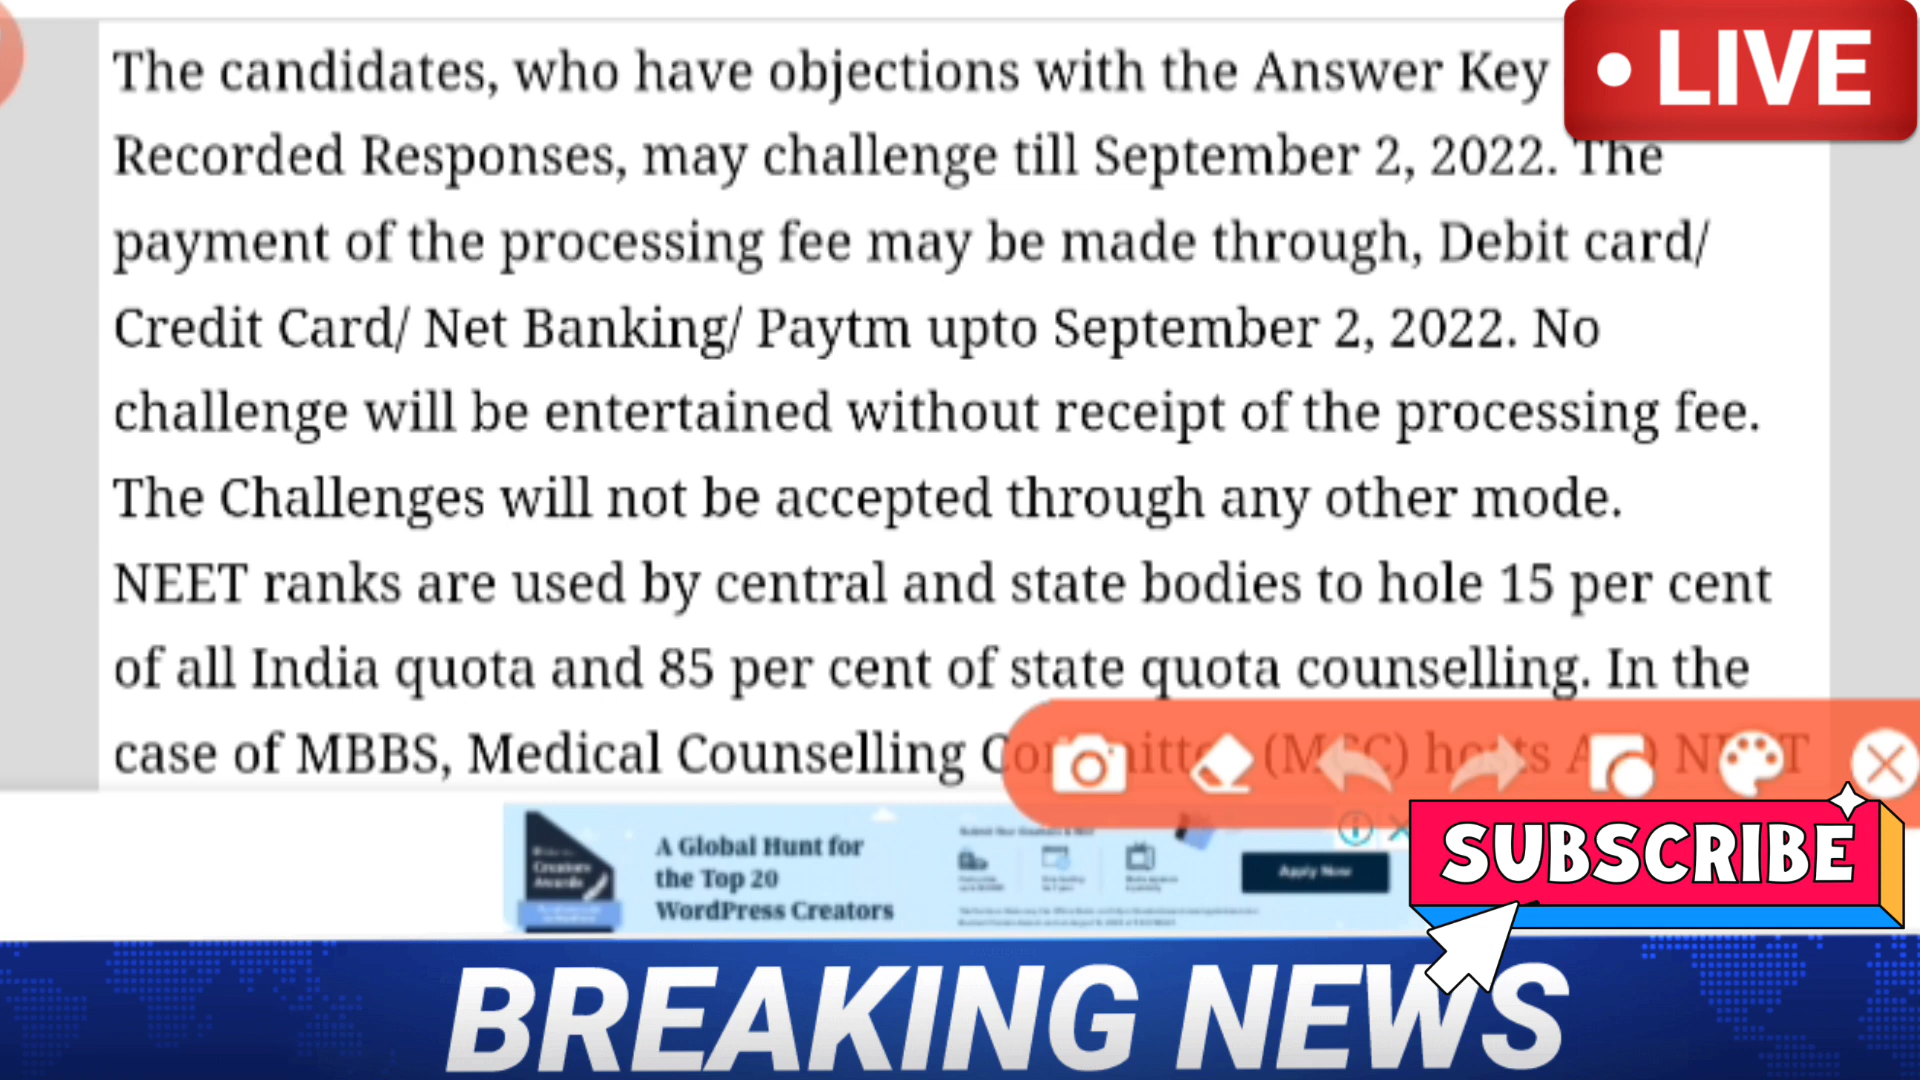 The candidates, who have objections with the Answer Key
LIVE
Recorded Responses, may challenge till September 2, 2022. The
payment of the processing fee may be made through, Debit card/
Credit Card/ Net Banking/ Paytm upto September 2, 2022. No
challenge will be entertained without receipt of the processing fee.
The Challenges will not be accepted through any other mode.
NEET ranks are used by central and state bodies to hole 15 per cent
of all India quota and 85 per cent of state quota counselling. In the
case of MBBS, Medical Counselling
Creators
Awards
A Global Hunt for
the Top 20
WordPress Creators
Apply Now
SUBSCRIBE
BREAKING NEWS